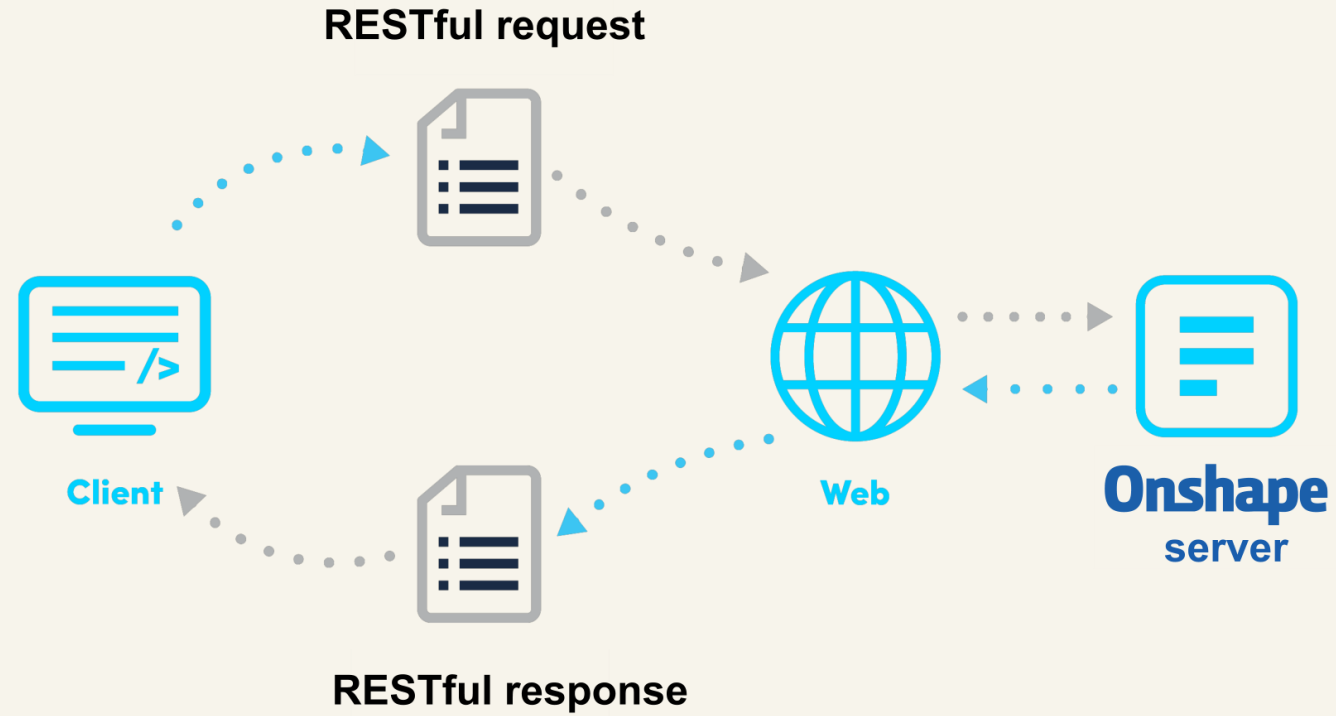 RESTful request
/>
Client
Web
Onshape
server
RESTful response